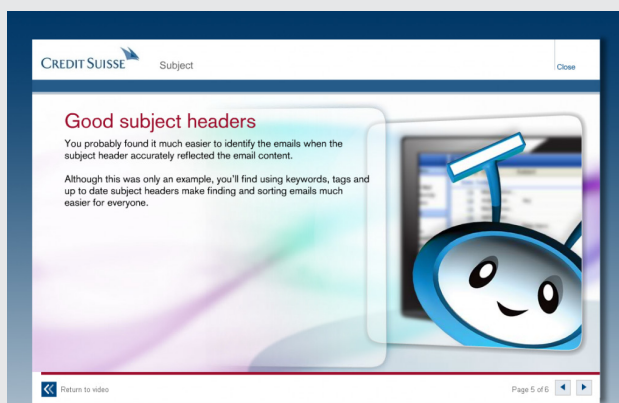 CREDIT SUISSE
Subject
Close
Good subject headers
You probably found it much easier to identify the emails when the
subject header accurately reflected the email content.
Although this was only an example, you'll find using keywords, tags and
up to date subject headers make finding and sorting emails much
easier for everyone.
Return to video
Page 5 of 6